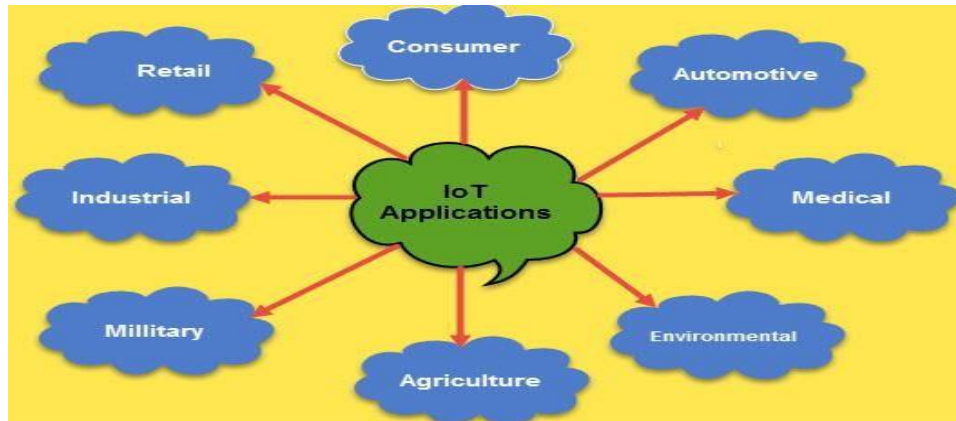 Consumer
Retail
Automotive
IoT
Applications
Industrial
Medical
Millitary
Environmental
Agriculture